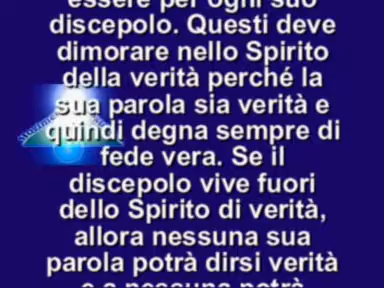 essere per ogni suo
discepolo. Questi deve
dimorare nello Spirito
della verità perché la
sua parola sia verità e
quindi degna sempre di
fede vera. Se il
discepolo vive fuori
dello Spirito di verità,
allora nessuna sua
parola potrà dirsi verità
e a nessuna potrà